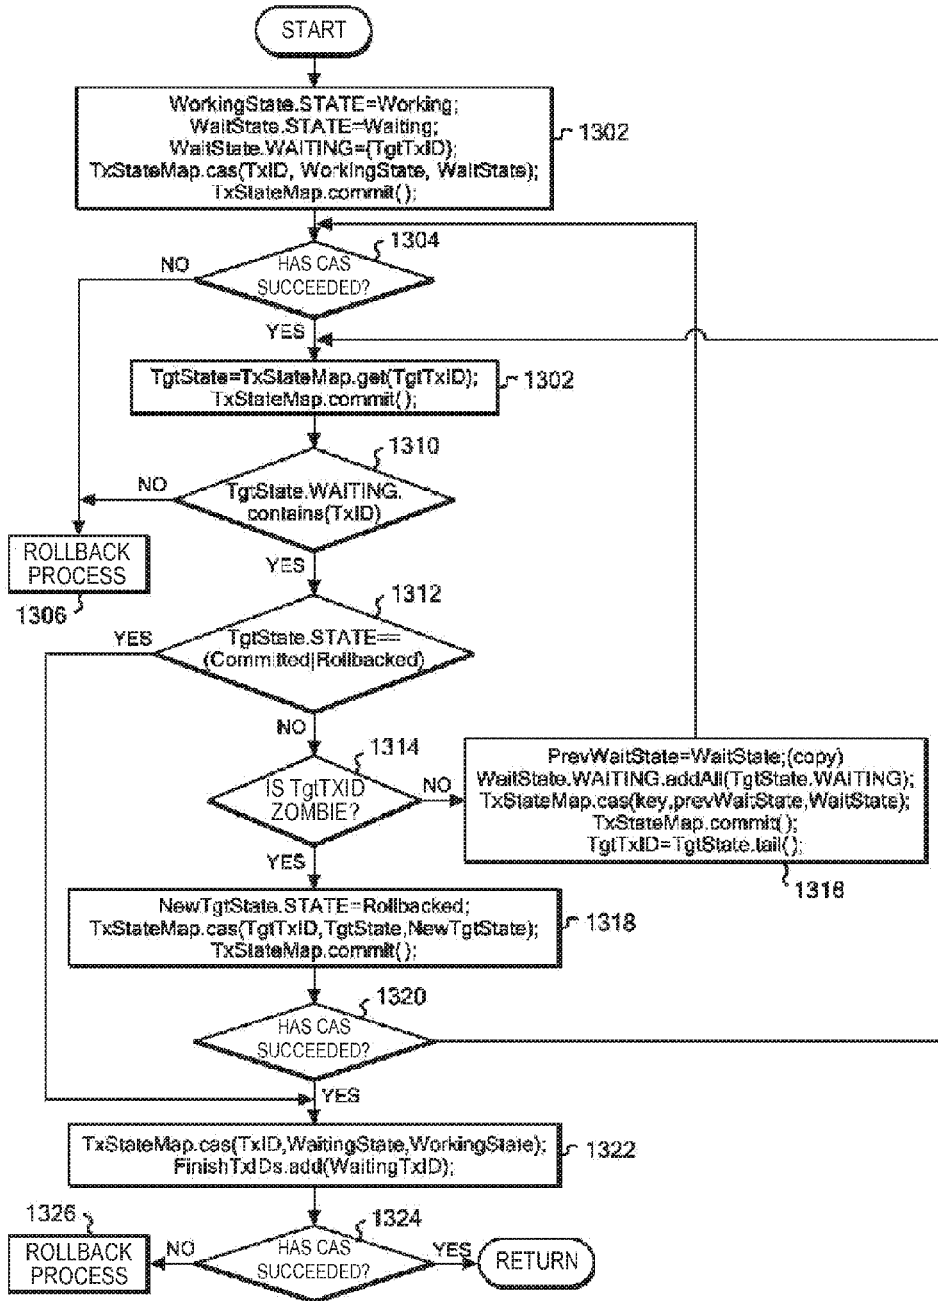 START
WorkingState.STATE=Working;
WaitState.STATE=Waiting;
WaitState.WAITING={TgtTxID};
TxStateMap.cas(TxID, WorkingState, WaitState);
TxStateMap.commit();
1302
1304
HAS CAS
SUCCEEDED?
NO
YES
TgtState=TxStateMap.get(TgtTxID);
TxStateMap.commit();
1302
1310
TgtState.WAITING.
contains(TxID)
NO
YES
ROLLBACK
PROCESS
1306
1312
TgtState.STATE==
(Committed|Rollbacked)
YES
NO
1314
IS TgtTXID
ZOMBIE?
NO
YES
PrevWaitState=WaitState;(copy)
WaitState.WAITING.addAll(TgtState.WAITING);
TxStateMap.cas(key,prevWaitState,WaitState);
TxStateMap.commit();
TgtTxID=TgtState.tail();
1316
NewTgtState.STATE=Rollbacked;
TxStateMap.cas(TgtTxID,TgtState,NewTgtState);
TxStateMap.commit();
1318
1320
HAS CAS
SUCCEEDED?
YES
TxStateMap.cas(TxID,WaitingState,WorkingState);
FinishTxIDs.add(WaitingTxID);
1322
1324
HAS CAS
SUCCEEDED?
NO
YES
1326
ROLLBACK
PROCESS
RETURN